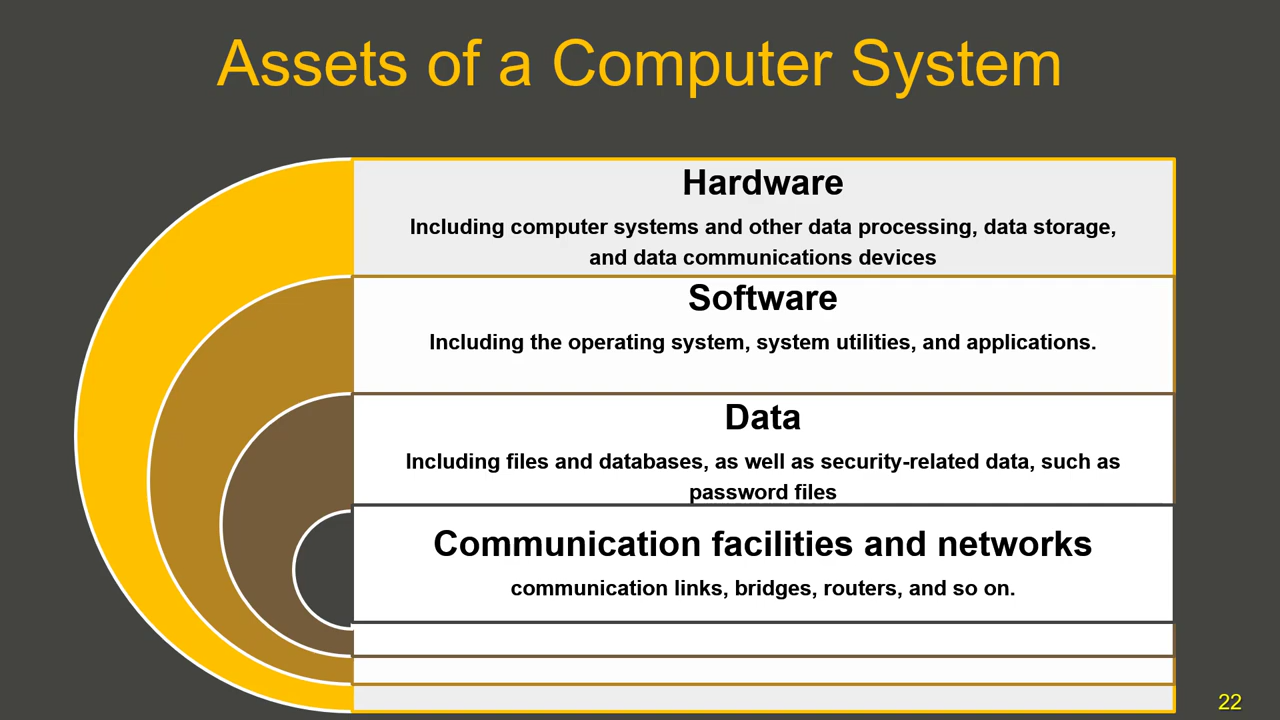 Assets of a Computer System
Hardware
Including computer systems and other data processing, data storage,
and data communications devices
Software
Including the operating system, system utilities, and applications.
Data
Including files and databases, as well as security-related data, such as
password files
Communication facilities and networks
communication links, bridges, routers, and so on.
22